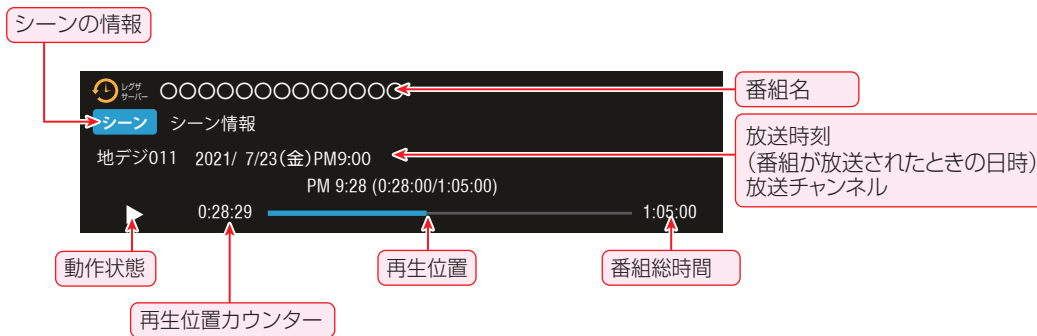 シーンの情報
レグザ
サーバー
○○○○○○○○○○○○○
番組名
シーン シーン情報
放送時刻
(番組が放送されたときの日時)
放送チャンネル
地デジ011 2021/ 7/23(金)PM9:00
PM 9:28 (0:28:00/1:05:00)
0:28:29 1:05:00
動作状態
再生位置
番組総時間
再生位置カウンター